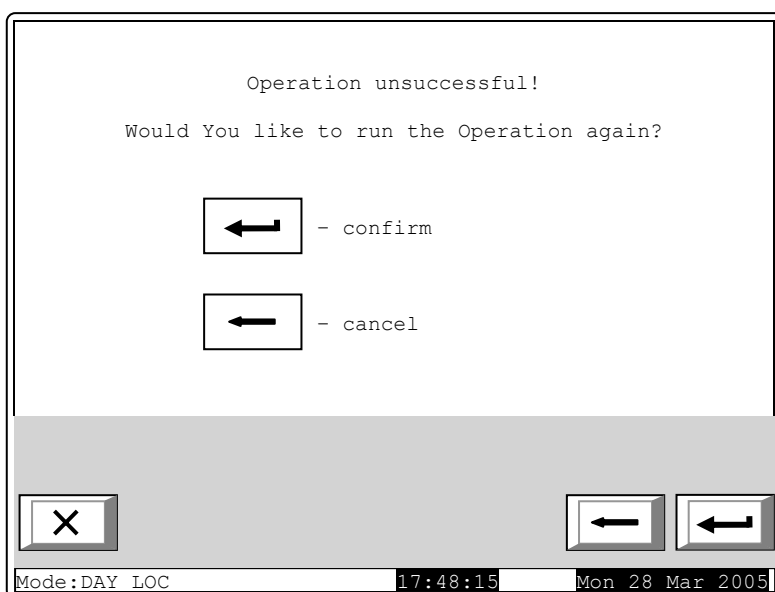 Operation unsuccessful!
Would You like to run the Operation again?
- confirm
- cancel
Mode:DAY LOC 17:48:15 Mon 28 Mar 2005